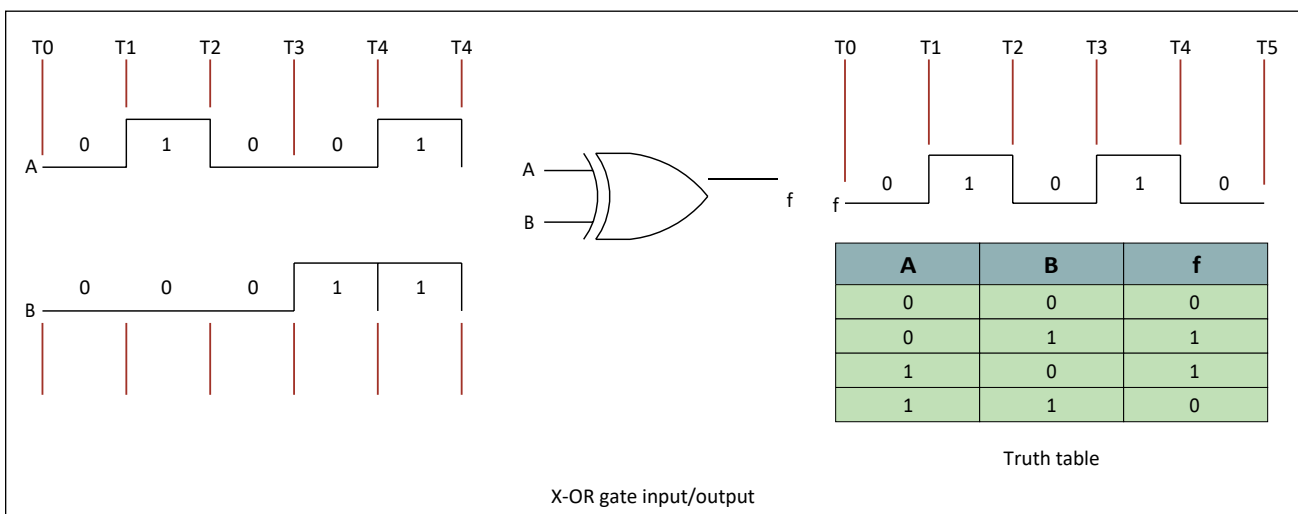 T0 T1 T2 T3 T4 T4
A 0 1 0 0 1
B 0 0 0 1 1
A
B
f
T0 T1 T2 T3 T4 T5
f 0 1 0 1 0
A B f
0 0 0
0 1 1
1 0 1
1 1 0
Truth table
X-OR gate input/output